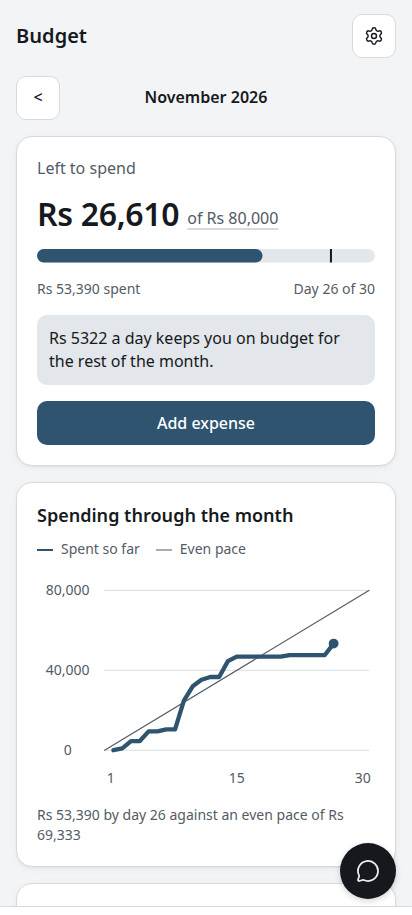 Budget
<
November 2026
Left to spend
Rs 26,610 of Rs 80,000
Rs 53,390 spent
Day 26 of 30
Rs 5322 a day keeps you on budget for
the rest of the month.
Add expense
Spending through the month
Spent so far
Even pace
80,000
40,000
0
1
15
30
Rs 53,390 by day 26 against an even pace of Rs
69,333